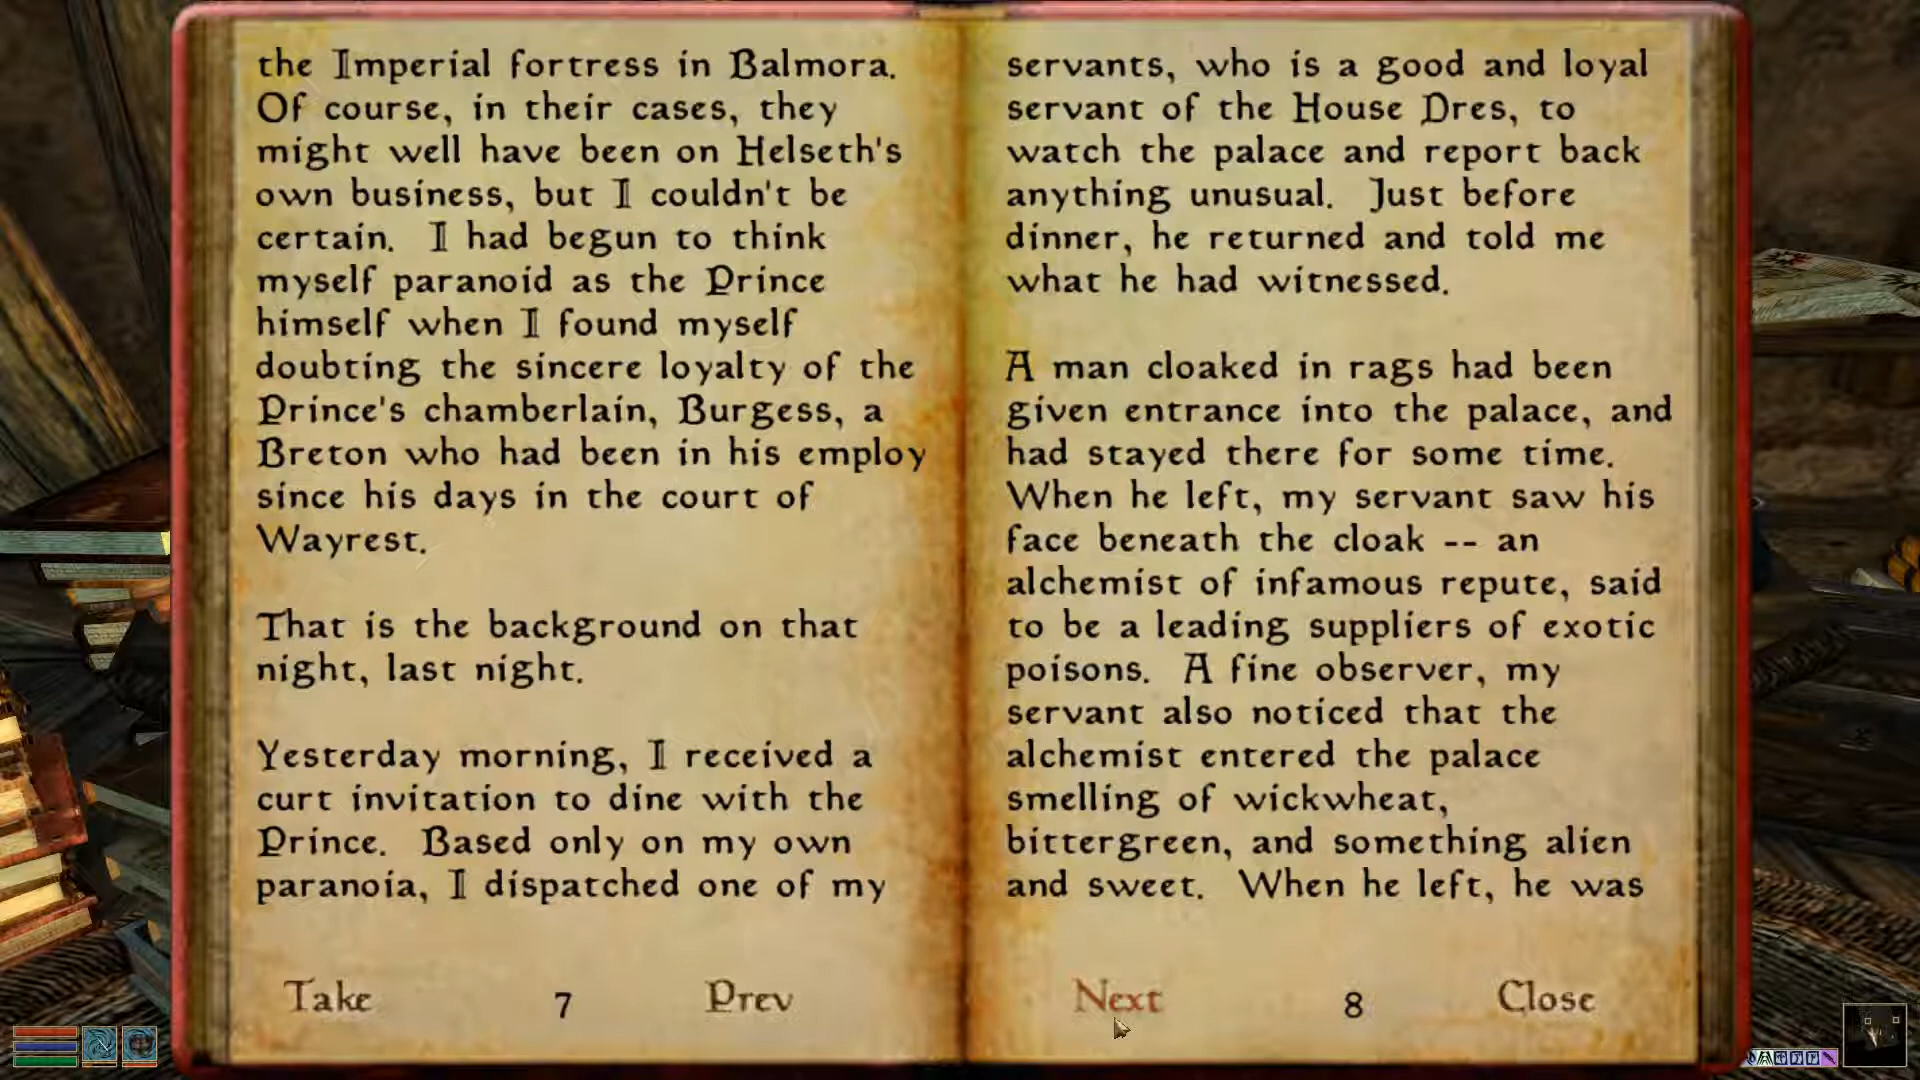 the Imperial fortress in Balmora.
Of course, in their cases, they
might well have been on Helseth's
own business, but I couldn't be
certain.  I had begun to think
myself paranoid as the Prince
himself when I found myself
doubting the sincere loyalty of the
Prince's chamberlain, Burgess, a
Breton who had been in his employ
since his days in the court of
Wayrest.
That is the background on that
night, last night.
Yesterday morning, I received a
curt invitation to dine with the
Prince.  Based only on my own
paranoia, I dispatched one of my
Take
7
Prev
servants, who is a good and loyal
servant of the House Dres, to
watch the palace and report back
anything unusual.  Just before
dinner, he returned and told me
what he had witnessed.
A man cloaked in rags had been
given entrance into the palace, and
had stayed there for some time.
When he left, my servant saw his
face beneath the cloak -- an
alchemist of infamous repute, said
to be a leading suppliers of exotic
poisons.  A fine observer, my
servant also noticed that the
alchemist entered the palace
smelling of wickwheat,
bittergreen, and something alien
and sweet.  When he left, he was
Next
8
Close